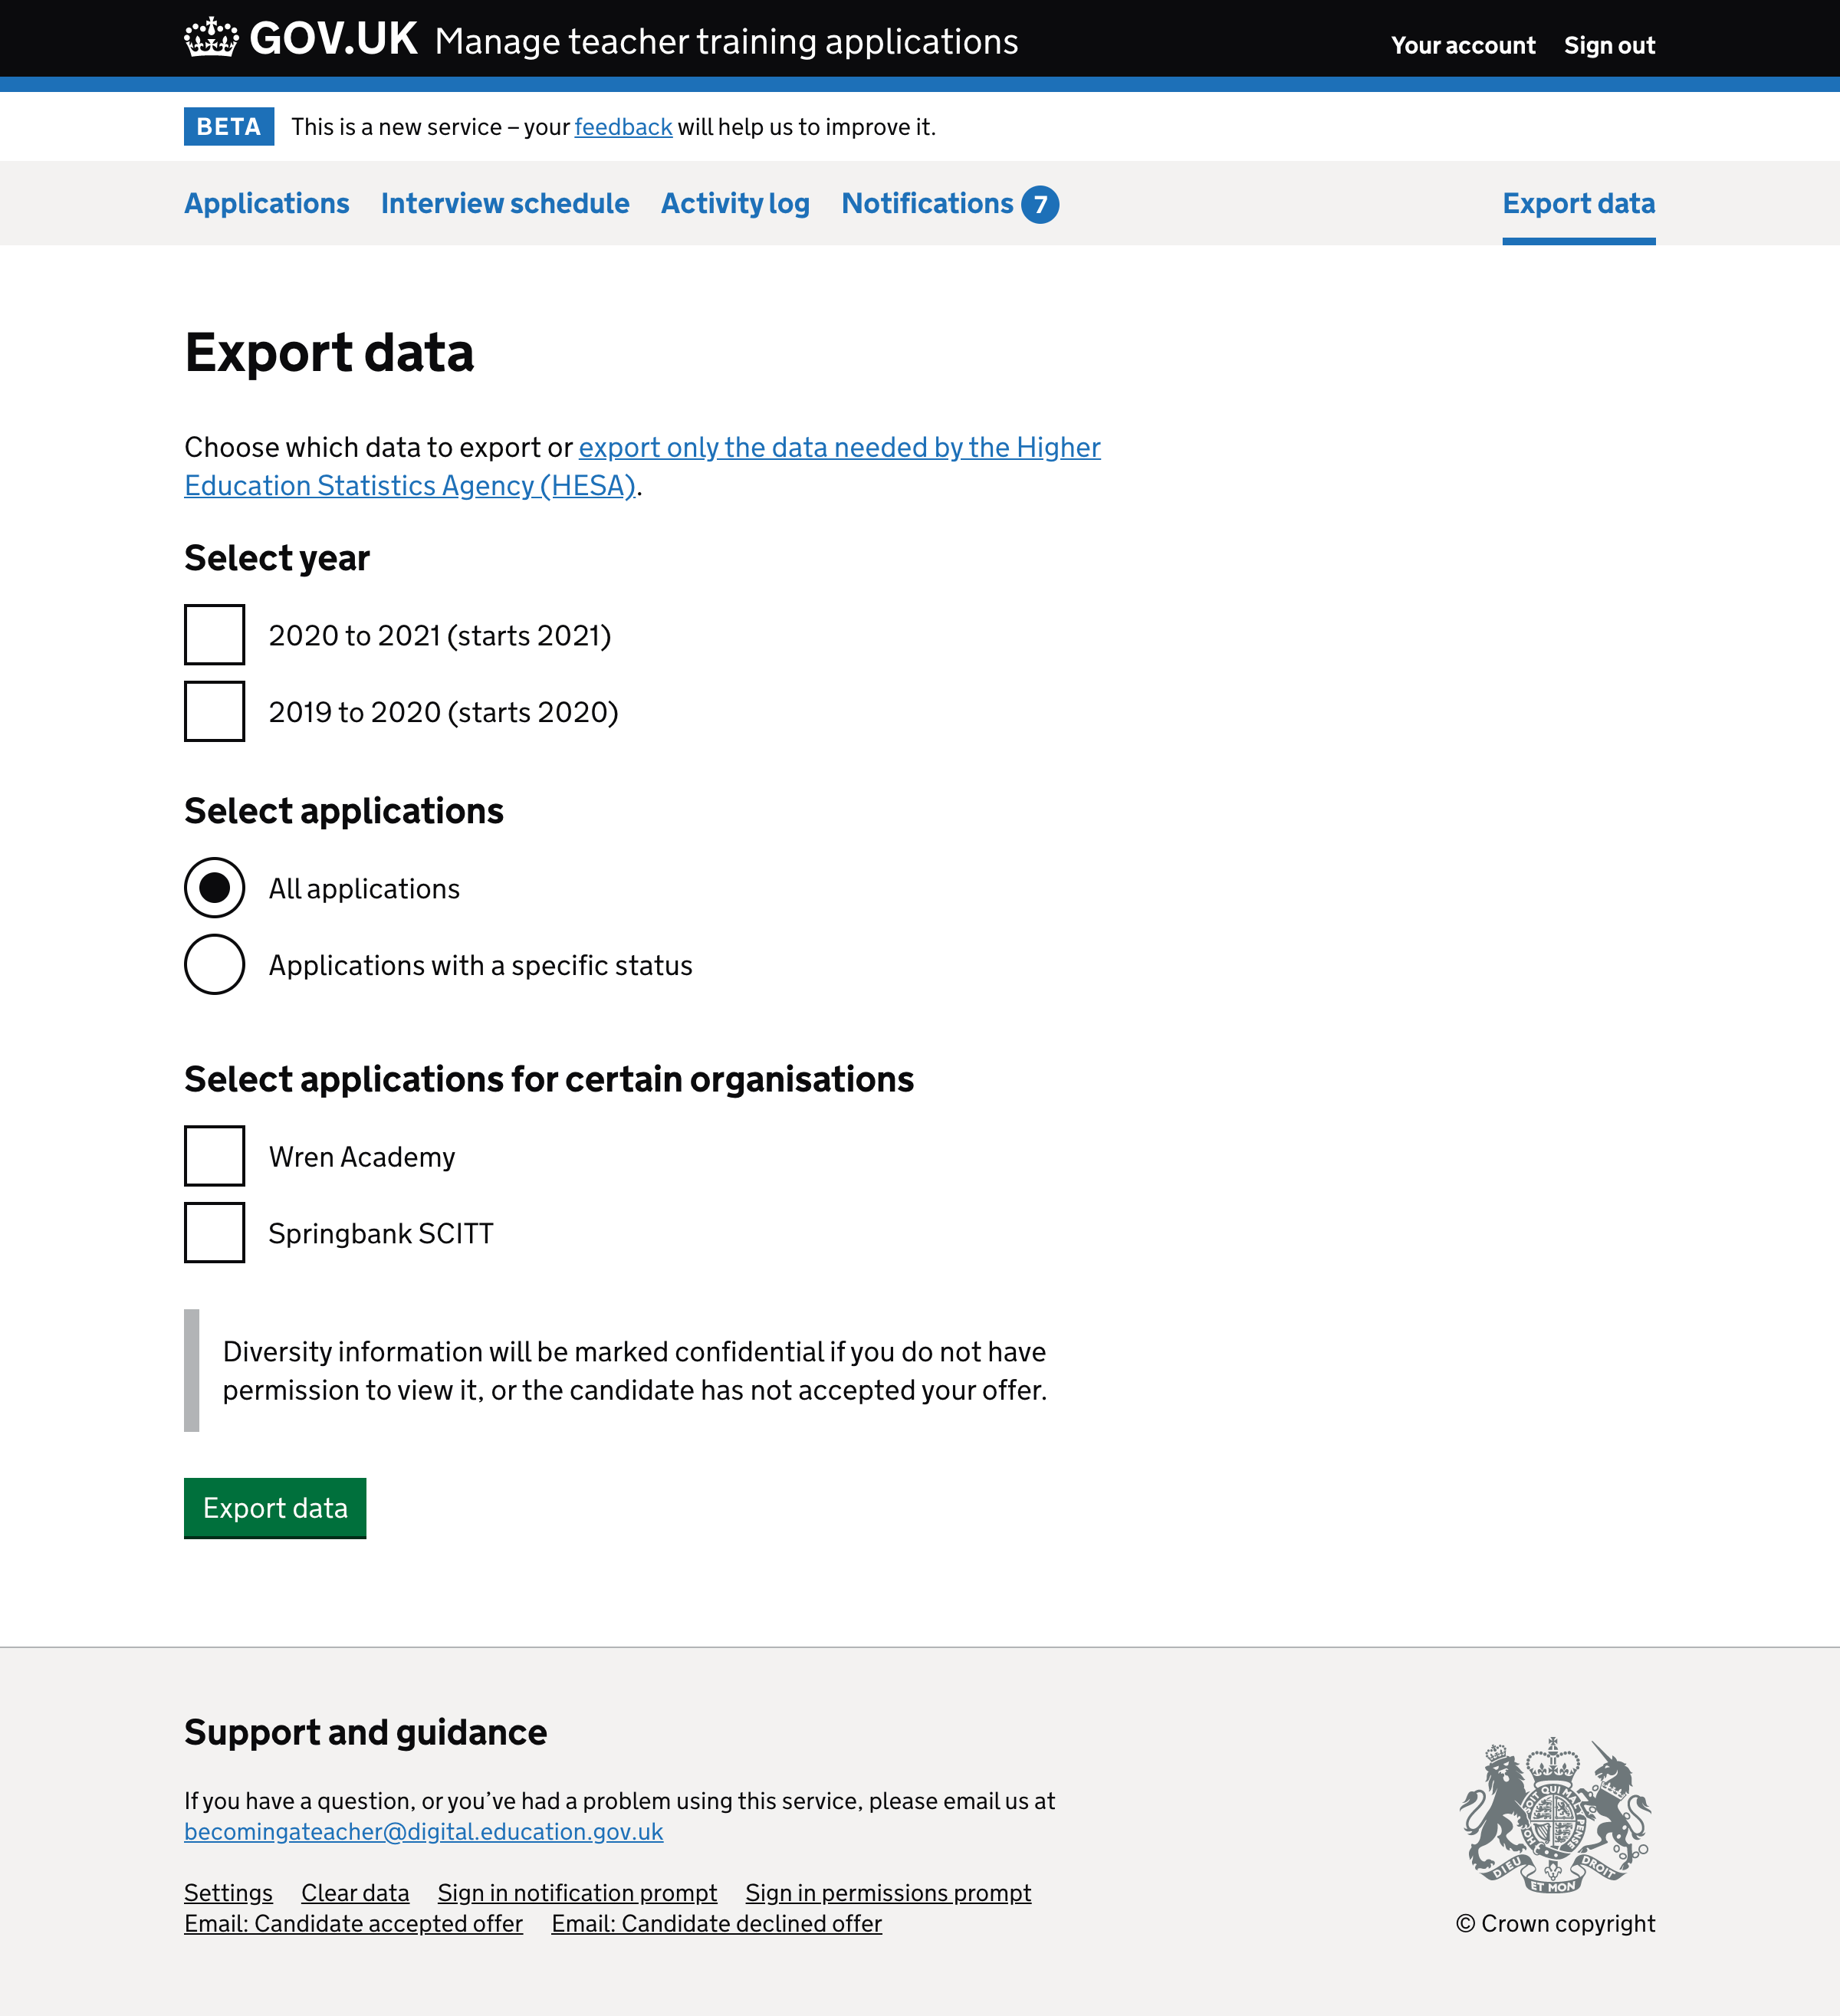 GOV.UK Manage teacher training applications
Your account Sign out
BETA This is a new service – your feedback will help us to improve it.
Applications Interview schedule Activity log Notifications 7 Export data
Export data
Choose which data to export or export only the data needed by the Higher
Education Statistics Agency (HESA).
Select year
2020 to 2021 (starts 2021)
2019 to 2020 (starts 2020)
Select applications
All applications
Applications with a specific status
Select applications for certain organisations
Wren Academy
Springbank SCITT
Diversity information will be marked confidential if you do not have
permission to view it, or the candidate has not accepted your offer.
Export data
Support and guidance
If you have a question, or you’ve had a problem using this service, please email us at
becomingateacher@digital.education.gov.uk
Settings Clear data Sign in notification prompt Sign in permissions prompt
Email: Candidate accepted offer Email: Candidate declined offer
DIEU ET MON DROIT
© Crown copyright